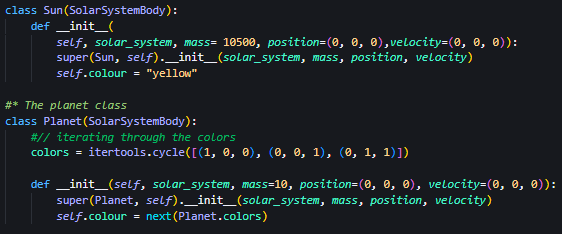 class Sun(SolarSystemBody):
    def __init__(
        self, solar_system, mass= 10500, position=(0, 0, 0),velocity=(0, 0, 0)):
        super(Sun, self).__init__(solar_system, mass, position, velocity)
        self.colour = "yellow"

#* The planet class
class Planet(SolarSystemBody):
    #// iterating through the colors
    colors = itertools.cycle([(1, 0, 0), (0, 0, 1), (0, 1, 1)])

    def __init__(self, solar_system, mass=10, position=(0, 0, 0), velocity=(0, 0, 0)):
        super(Planet, self).__init__(solar_system, mass, position, velocity)
        self.colour = next(Planet.colors)